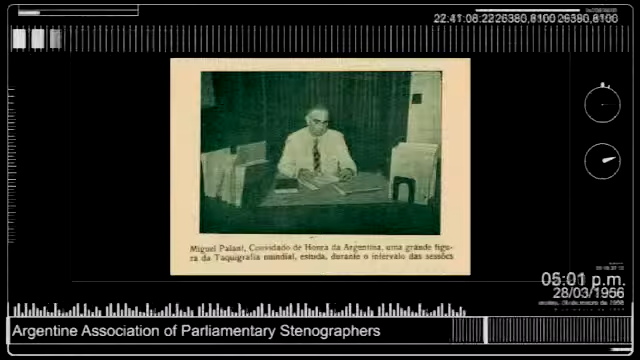 22:41:08:2226380,8100 26380,8100
Miguel Palant, Convidado de Honra da Argentina, uma grande figu-
ra da Taquigrafia mundial, estuda, durante o intervalo das sessões
05:01 p.m.
28/03/1956
Argentine Association of Parliamentary Stenographers